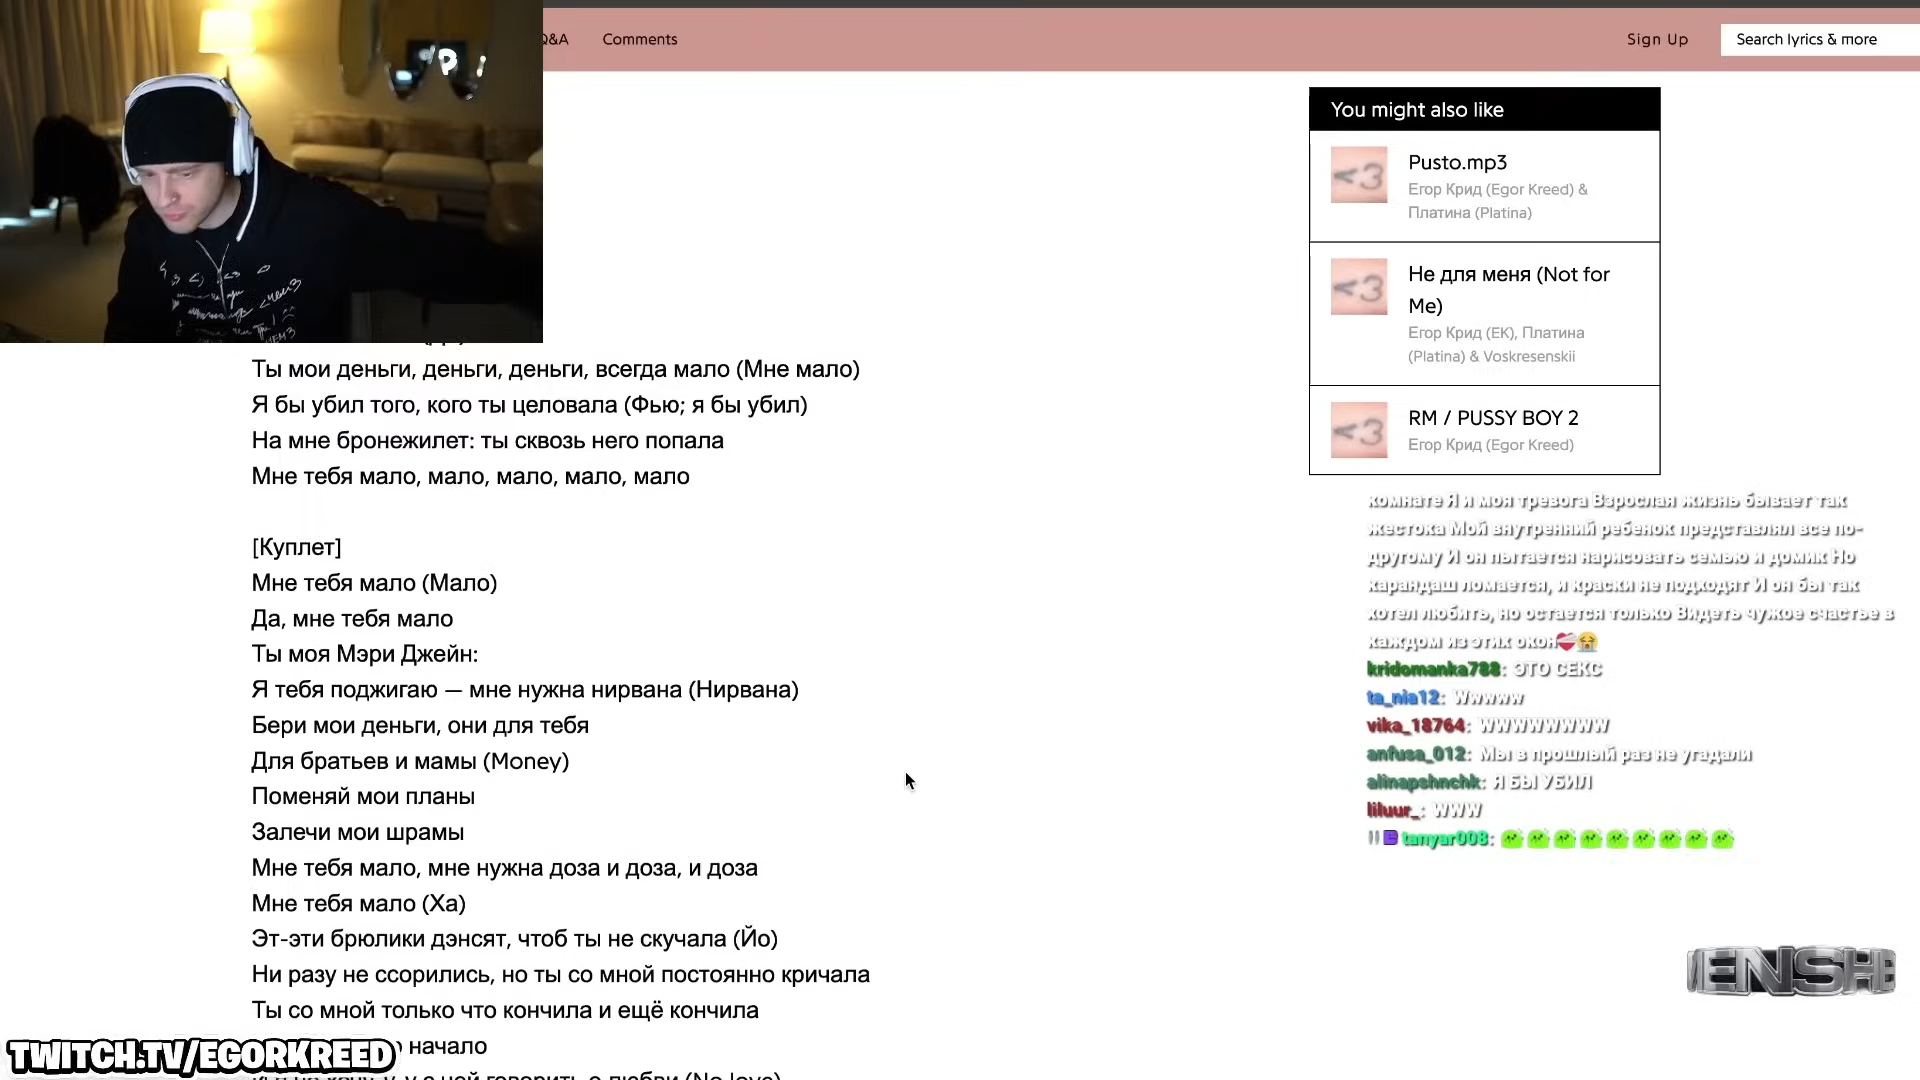 Q&A Comments Sign Up Search lyrics & more
You might also like
Pusto.mp3
Егор Крид (Egor Kreed) &
Платина (Platina)
Не для меня (Not for
Me)
Егор Крид (EK), Платина
(Platina) & Voskresenskii
RM / PUSSY BOY 2
Егор Крид (Egor Kreed)
Ты мои деньги, деньги, деньги, всегда мало (Мне мало)
Я бы убил того, кого ты целовала (Фью; я бы убил)
На мне бронежилет: ты сквозь него попала
Мне тебя мало, мало, мало, мало, мало
[Куплет]
Мне тебя мало (Мало)
Да, мне тебя мало
Ты моя Мэри Джейн:
Я тебя поджигаю — мне нужна нирвана (Нирвана)
Бери мои деньги, они для тебя
Для братьев и мамы (Money)
Поменяй мои планы
Залечи мои шрамы
Мне тебя мало, мне нужна доза и доза, и доза
Мне тебя мало (Ха)
Эт-эти брюлики дэнсят, чтоб ты не скучала (Йо)
Ни разу не ссорились, но ты со мной постоянно кричала
Ты со мной только что кончила и ещё кончила
начало
говорить о любви (No love)
комнате Я и моя тревога Взрослая жизнь бывает так
жестока Мой внутренний ребенок представлял все по-
другому И он пытается нарисовать семью и домик Но
карандаш ломается, и краски не подходят И он бы так
хотел любить, но остается только Видеть чужое счастье в
каждом из этих окон💔😭
kridomanka788: ЭТО СЕКС
ta_nia12: Wwwww
vika_18764: WWWWWWWW
anfusa_012: Мы в прошлый раз не угадали
alinapshnchk: Я БЫ УБИЛ
liluur_: WWW
tanyar008:
MENSHE
TWITCH.TV/EGORKREED